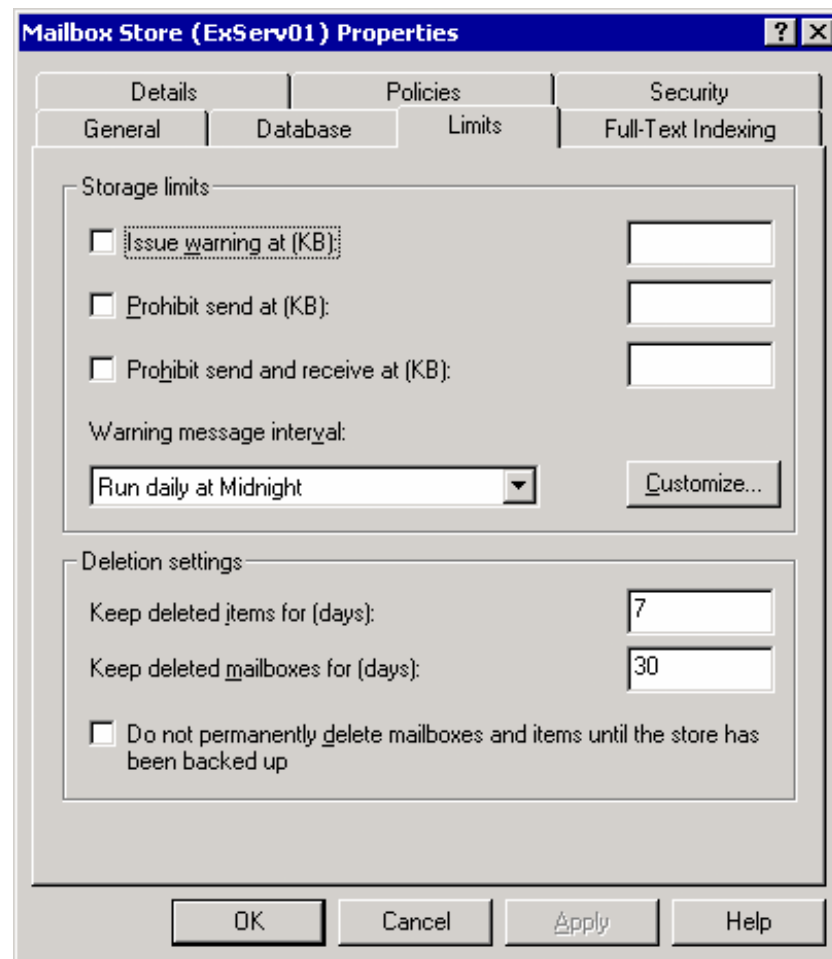 Mailbox Store (ExServ01) Properties
Details Policies Security
General Database Limits Full-Text Indexing
Storage limits
Issue warning at (KB):
Prohibit send at (KB):
Prohibit send and receive at (KB):
Warning message interval:
Run daily at Midnight Customize...
Deletion settings
Keep deleted items for (days): 7
Keep deleted mailboxes for (days): 30
Do not permanently delete mailboxes and items until the store has
been backed up
OK Cancel Apply Help